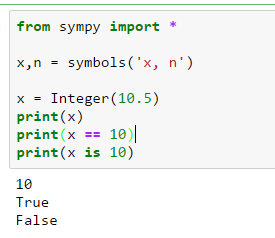 from sympy import *
x,n = symbols('x, n')
x = Integer(10.5)
print(x)
print(x == 10)
print(x is 10)
10
True
False